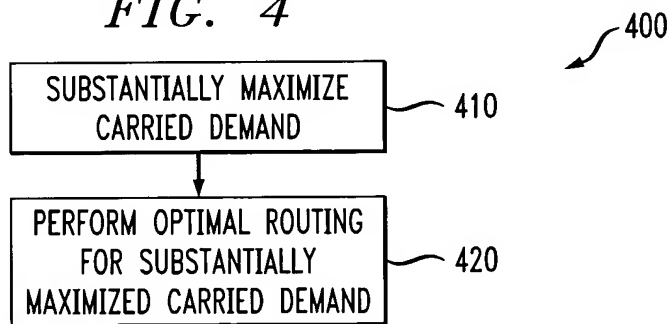 FIG. 4
400
SUBSTANTIALLY MAXIMIZE
CARRIED DEMAND
410
PERFORM OPTIMAL ROUTING
FOR SUBSTANTIALLY
MAXIMIZED CARRIED DEMAND
420